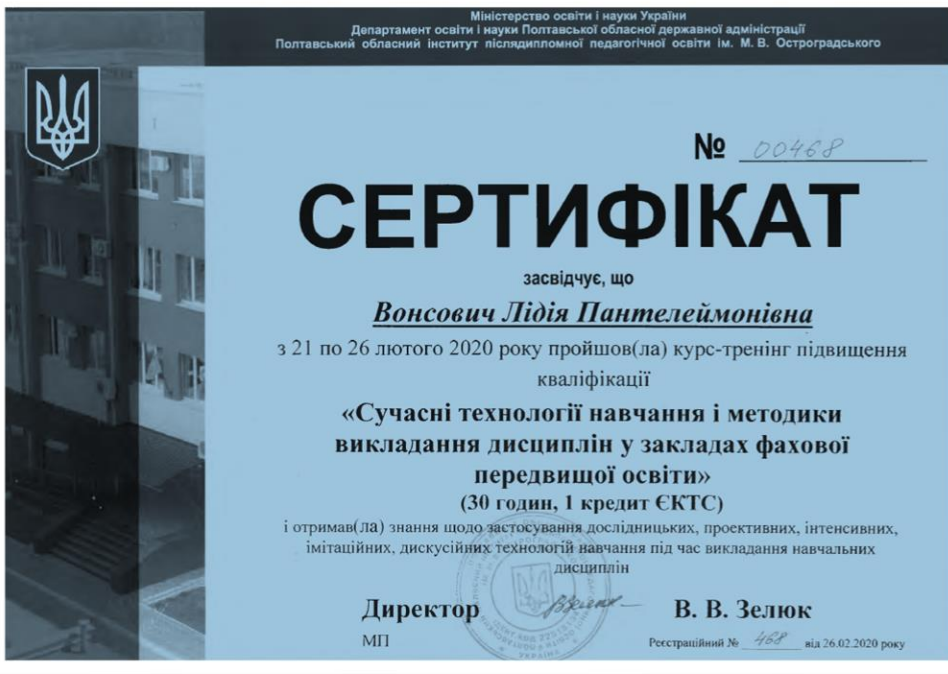 Міністерство освіти і науки України
Департамент освіти і науки Полтавської обласної державної адміністрації
Полтавський обласний інститут післядипломної педагогічної освіти ім. М. В. Остроградського
№ 00468
СЕРТИФІКАТ
засвідчує, що
Вонсович Лідія Пантелеймонівна
з 21 по 26 лютого 2020 року пройшов(ла) курс-тренінг підвищення
кваліфікації
«Сучасні технології навчання і методики
викладання дисциплін у закладах фахової
передвищої освіти»
(30 годин, 1 кредит ЄКТС)
і отримав(ла) знання щодо застосування дослідницьких, проективних, інтенсивних,
імітаційних, дискусійних технологій навчання під час викладання навчальних
дисциплін
Директор В. В. Зелюк
МП Реєстраційний № 468 від 26.02.2020 року